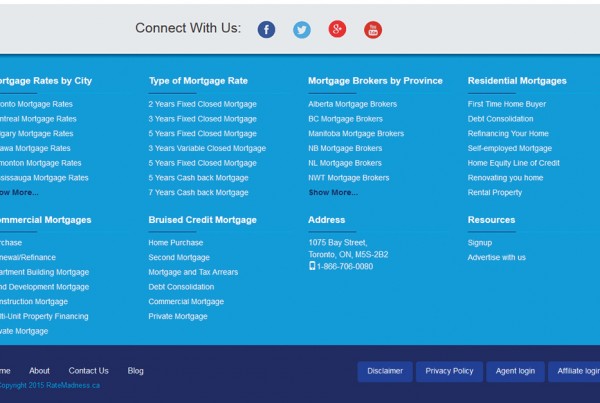 Connect With Us:
ortgage Rates by City
onto Mortgage Rates
ntreal Mortgage Rates
gary Mortgage Rates
awa Mortgage Rates
monton Mortgage Rates
sissauga Mortgage Rates
ow More...
Type of Mortgage Rate
2 Years Fixed Closed Mortgage
3 Years Fixed Closed Mortgage
5 Years Fixed Closed Mortgage
3 Years Variable Closed Mortgage
5 Years Fixed Closed Mortgage
5 Years Cash back Mortgage
7 Years Cash back Mortgage
Mortgage Brokers by Province
Alberta Mortgage Brokers
BC Mortgage Brokers
Manitoba Mortgage Brokers
NB Mortgage Brokers
NL Mortgage Brokers
NWT Mortgage Brokers
Show More...
Residential Mortgages
First Time Home Buyer
Debt Consolidation
Refinancing Your Home
Self-employed Mortgage
Home Equity Line of Credit
Renovating you home
Rental Property
ommercial Mortgages
rchase
newal/Refinance
artment Building Mortgage
nd Development Mortgage
nstruction Mortgage
lti-Unit Property Financing
vate Mortgage
Bruised Credit Mortgage
Home Purchase
Second Mortgage
Mortgage and Tax Arrears
Debt Consolidation
Commercial Mortgage
Private Mortgage
Address
1075 Bay Street,
Toronto, ON, M5S-2B2
1-866-706-0080
Resources
Signup
Advertise with us
me About Contact Us Blog
Disclaimer Privacy Policy Agent login Affiliate login
Copyright 2015 RateMadness.ca